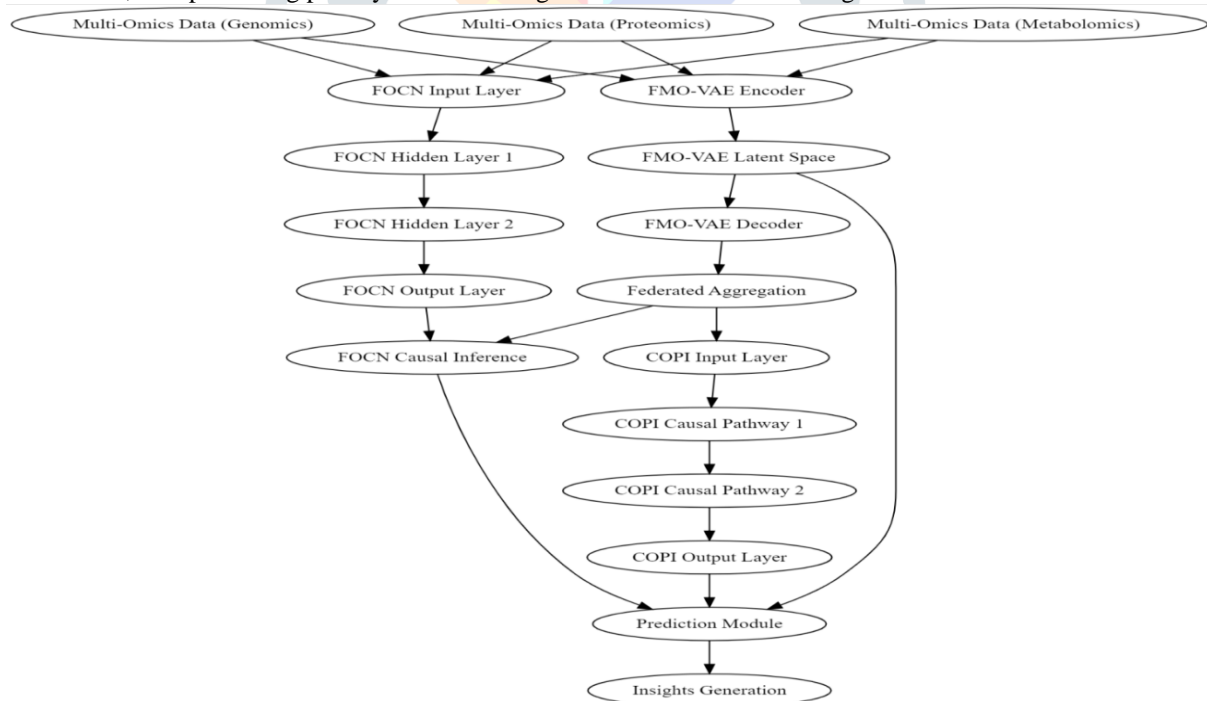 Multi-Omics Data (Genomics) Multi-Omics Data (Proteomics) Multi-Omics Data (Metabolomics)
FOCN Input Layer FMO-VAE Encoder
FOCN Hidden Layer 1 FMO-VAE Latent Space
FOCN Hidden Layer 2 FMO-VAE Decoder
FOCN Output Layer Federated Aggregation
FOCN Causal Inference COPI Input Layer
COPI Causal Pathway 1
COPI Causal Pathway 2
COPI Output Layer
Prediction Module
Insights Generation